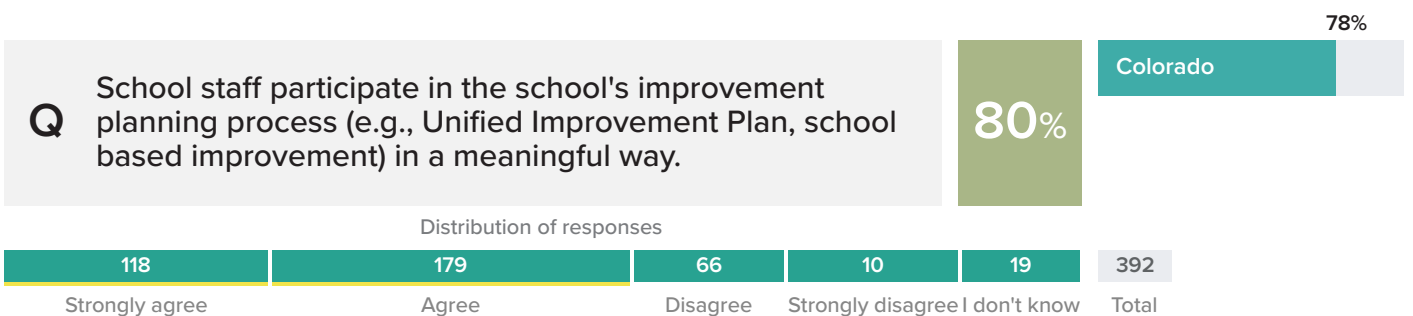 78%
Q
School staff participate in the school's improvement
planning process (e.g., Unified Improvement Plan, school
based improvement) in a meaningful way.
80%
Colorado
Distribution of responses
118 179 66 10 19 392
Strongly agree Agree Disagree Strongly disagree I don't know Total